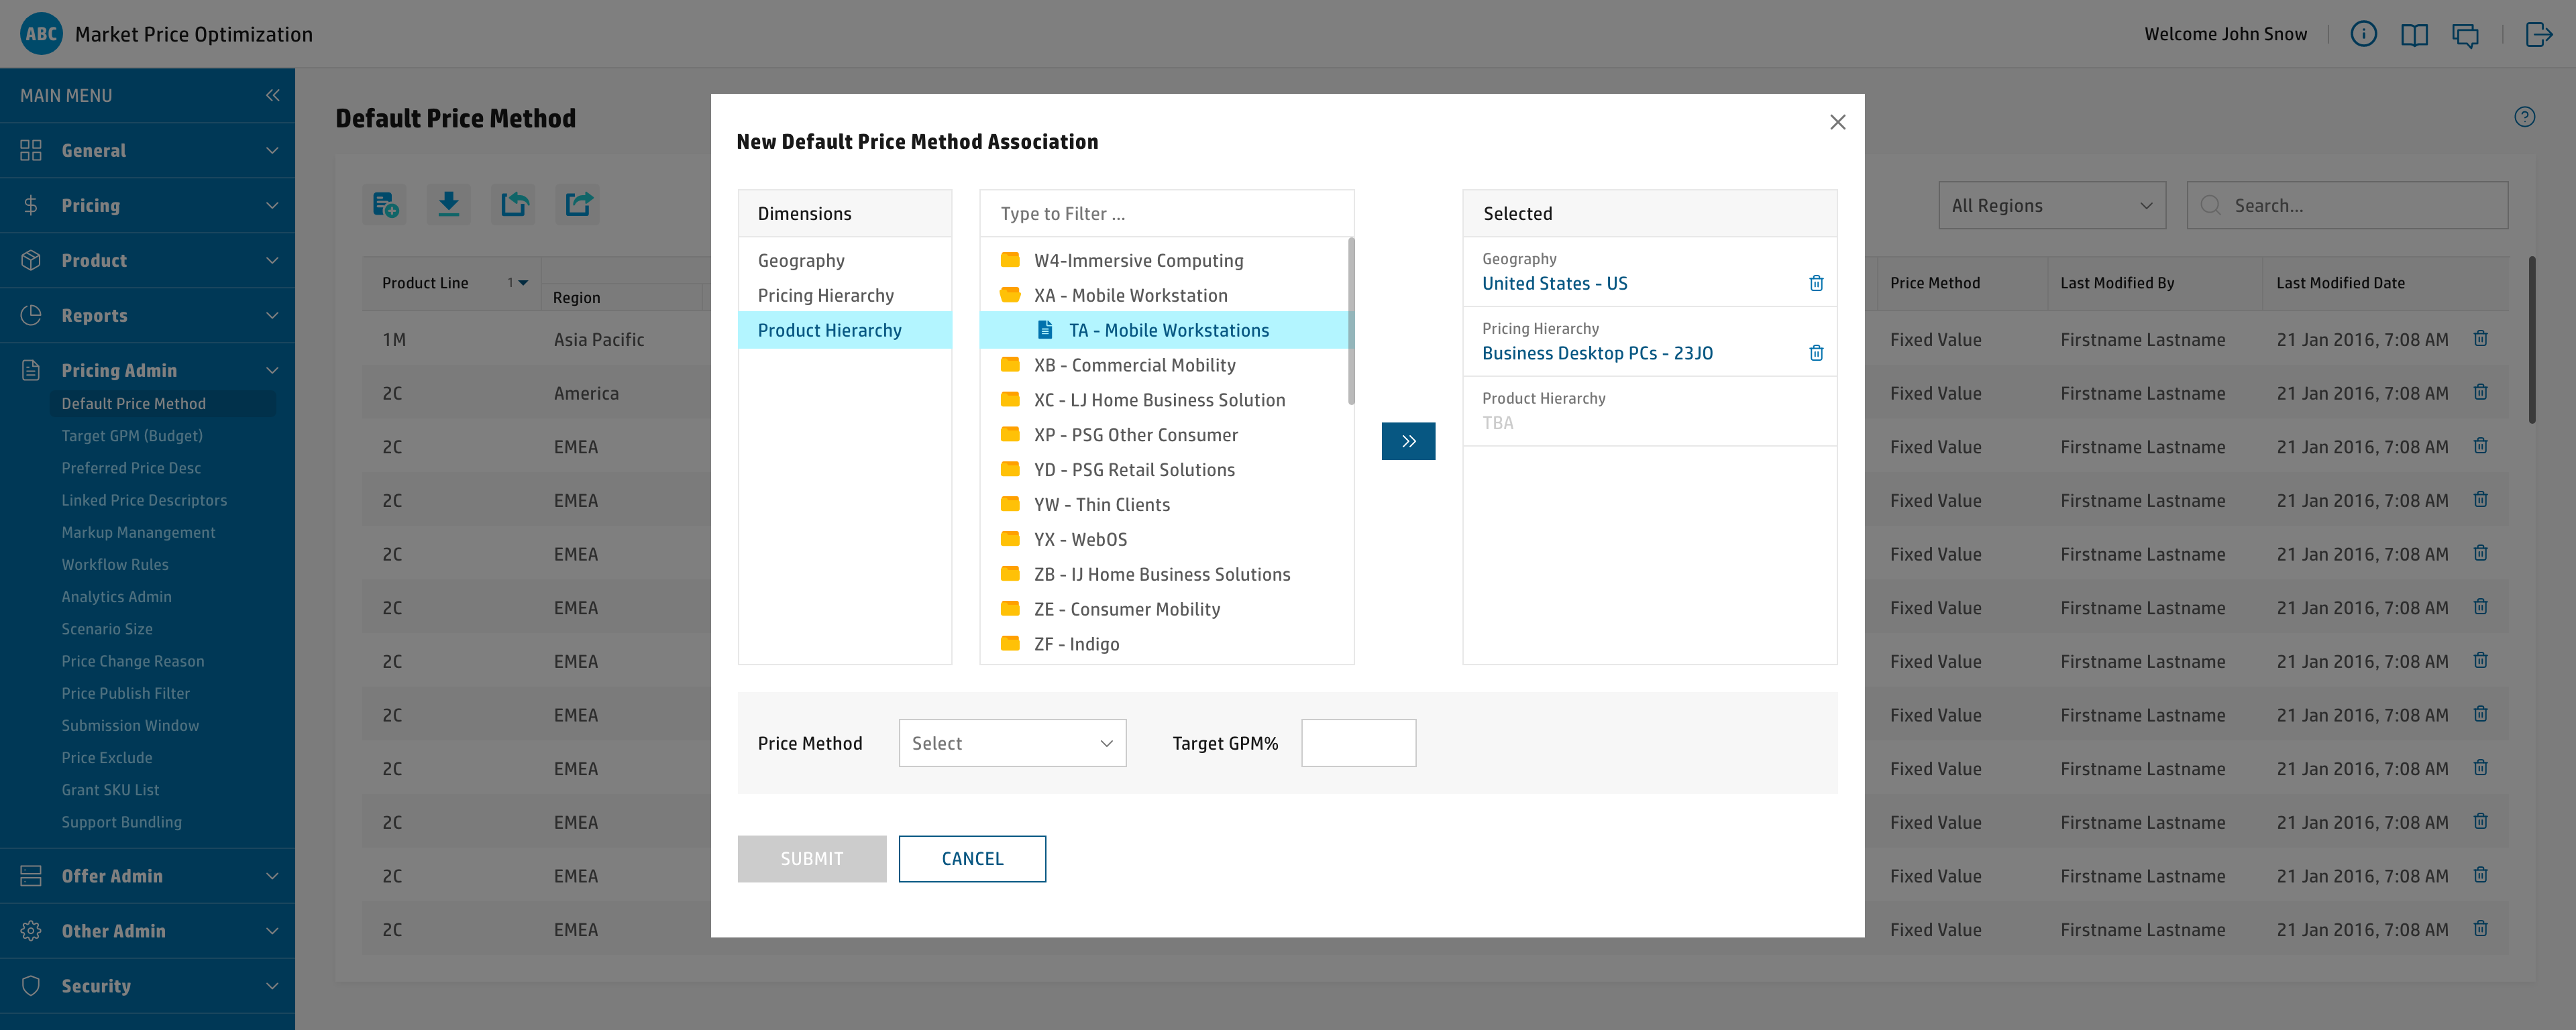 ABC Market Price Optimization
Welcome John Snow
MAIN MENU
General
Pricing
Product
Reports
Pricing Admin
Default Price Method
Target GPM (Budget)
Preferred Price Desc
Linked Price Descriptors
Markup Manangement
Workflow Rules
Analytics Admin
Scenario Size
Price Change Reason
Price Publish Filter
Submission Window
Price Exclude
Grant SKU List
Support Bundling
Offer Admin
Other Admin
Security
Default Price Method
All Regions
Search...
Product Line 1
Region
Price Method Last Modified By Last Modified Date
1M Asia Pacific Fixed Value Firstname Lastname 21 Jan 2016, 7:08 AM
2C America Fixed Value Firstname Lastname 21 Jan 2016, 7:08 AM
2C EMEA Fixed Value Firstname Lastname 21 Jan 2016, 7:08 AM
2C EMEA Fixed Value Firstname Lastname 21 Jan 2016, 7:08 AM
2C EMEA Fixed Value Firstname Lastname 21 Jan 2016, 7:08 AM
2C EMEA Fixed Value Firstname Lastname 21 Jan 2016, 7:08 AM
2C EMEA Fixed Value Firstname Lastname 21 Jan 2016, 7:08 AM
2C EMEA Fixed Value Firstname Lastname 21 Jan 2016, 7:08 AM
2C EMEA Fixed Value Firstname Lastname 21 Jan 2016, 7:08 AM
2C EMEA Fixed Value Firstname Lastname 21 Jan 2016, 7:08 AM
2C EMEA Fixed Value Firstname Lastname 21 Jan 2016, 7:08 AM
2C EMEA Fixed Value Firstname Lastname 21 Jan 2016, 7:08 AM
New Default Price Method Association
Dimensions
Geography
Pricing Hierarchy
Product Hierarchy
Type to Filter ...
W4-Immersive Computing
XA - Mobile Workstation
TA - Mobile Workstations
XB - Commercial Mobility
XC - LJ Home Business Solution
XP - PSG Other Consumer
YD - PSG Retail Solutions
YW - Thin Clients
YX - WebOS
ZB - IJ Home Business Solutions
ZE - Consumer Mobility
ZF - Indigo
Selected
Geography
United States - US
Pricing Hierarchy
Business Desktop PCs - 23JO
Product Hierarchy
TBA
Price Method Select Target GPM%
SUBMIT CANCEL